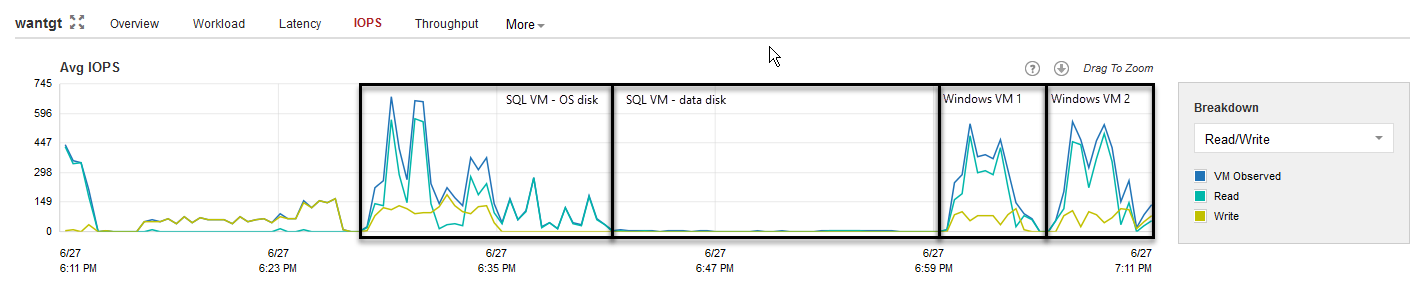 wantgt Overview Workload Latency IOPS Throughput More
Avg IOPS
Drag To Zoom
745
596
447
298
149
0
SQL VM - OS disk
SQL VM - data disk
Windows VM 1
Windows VM 2
6/27
6:11 PM
6/27
6:23 PM
6/27
6:35 PM
6/27
6:47 PM
6/27
6:59 PM
6/27
7:11 PM
Breakdown
Read/Write
VM Observed
Read
Write